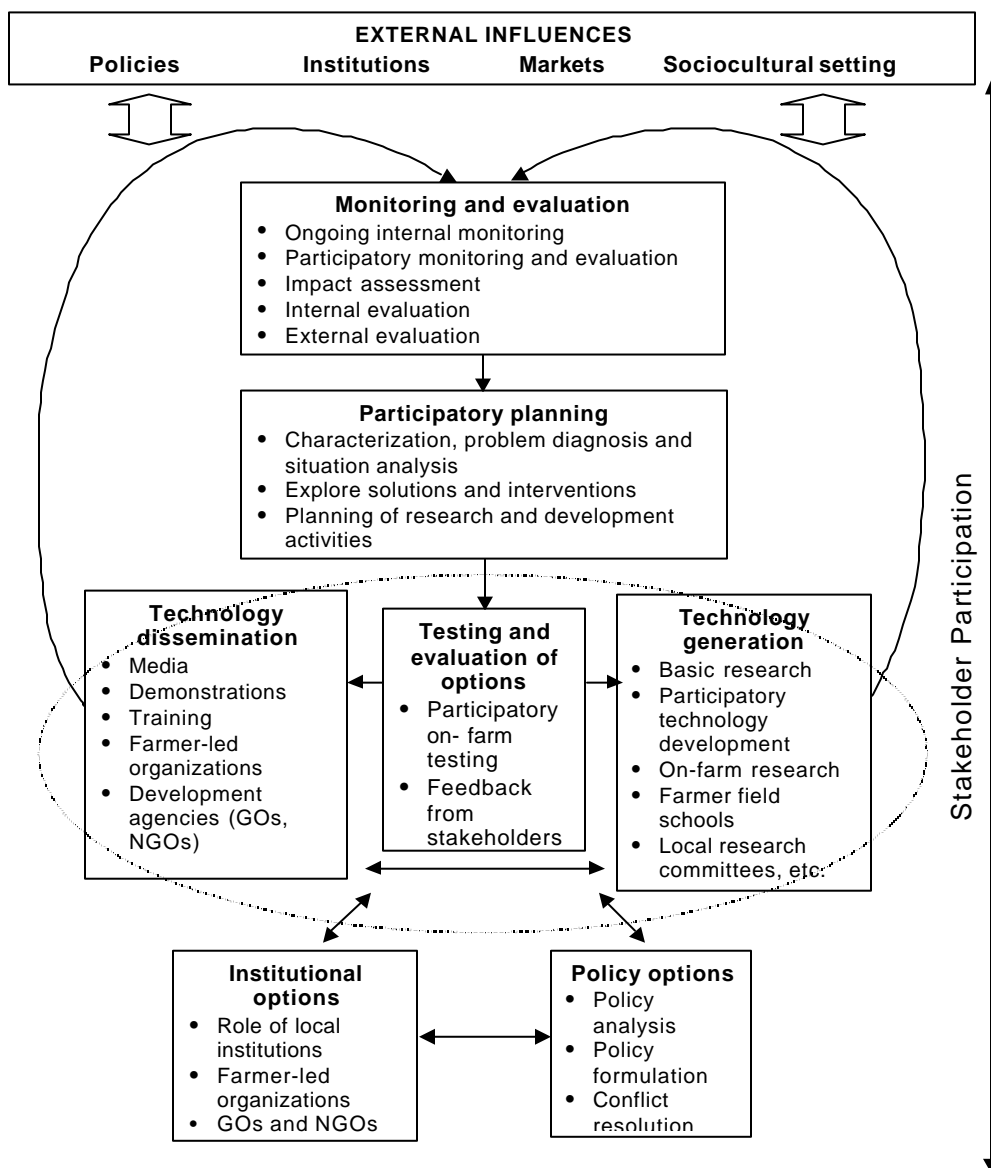 EXTERNAL INFLUENCES
Policies Institutions Markets Sociocultural setting
Monitoring and evaluation
• Ongoing internal monitoring
• Participatory monitoring and evaluation
• Impact assessment
• Internal evaluation
• External evaluation
Participatory planning
• Characterization, problem diagnosis and
situation analysis
• Explore solutions and interventions
• Planning of research and development
activities
Technology
dissemination
• Media
• Demonstrations
• Training
• Farmer-led
organizations
• Development
agencies (GOs,
NGOs)
Testing and
evaluation of
options
• Participatory
on- farm
testing
• Feedback
from
stakeholders
Technology
generation
• Basic research
• Participatory
technology
development
• On-farm research
• Farmer field
schools
• Local research
committees, etc.
Institutional
options
• Role of local
institutions
• Farmer-led
organizations
• GOs and NGOs
Policy options
• Policy
analysis
• Policy
formulation
• Conflict
resolution
Stakeholder Participation